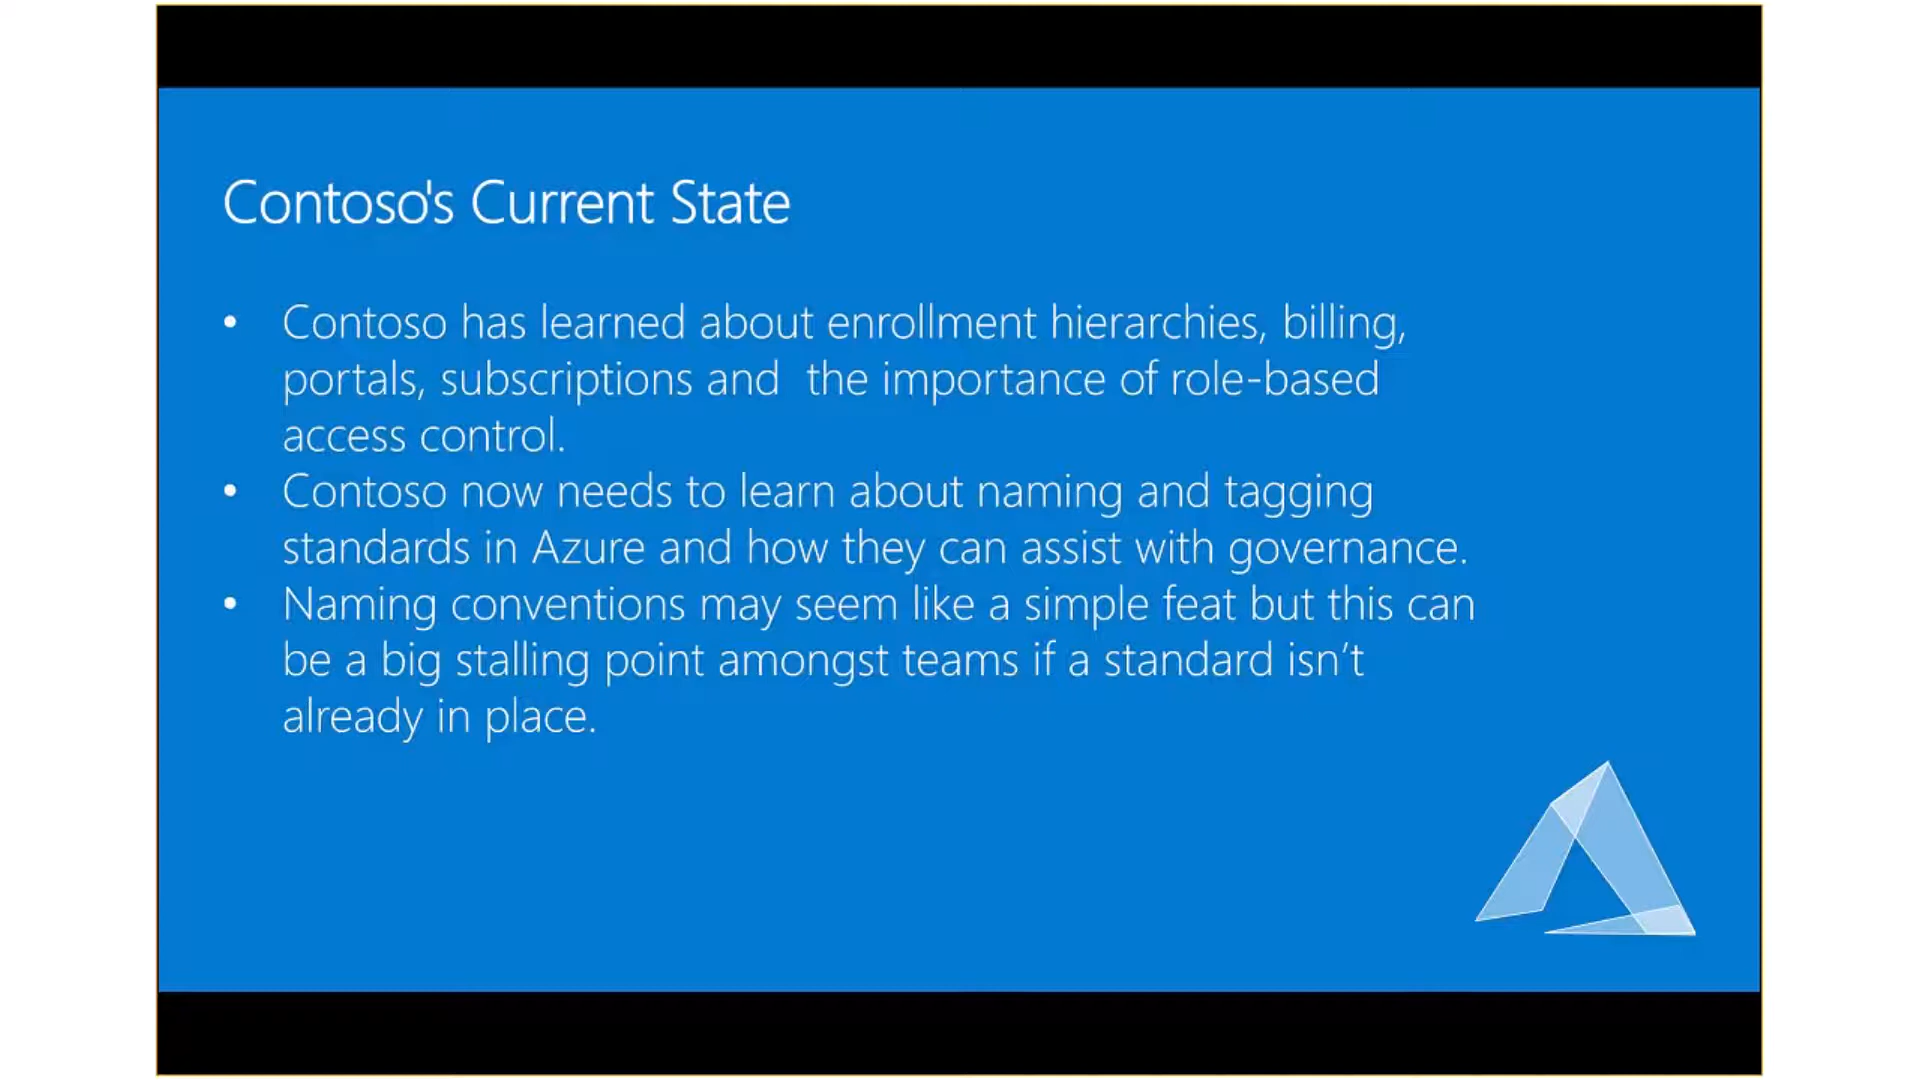 Contoso's Current State
• Contoso has learned about enrollment hierarchies, billing,
portals, subscriptions and  the importance of role-based
access control.
• Contoso now needs to learn about naming and tagging
standards in Azure and how they can assist with governance.
• Naming conventions may seem like a simple feat but this can
be a big stalling point amongst teams if a standard isn’t
already in place.